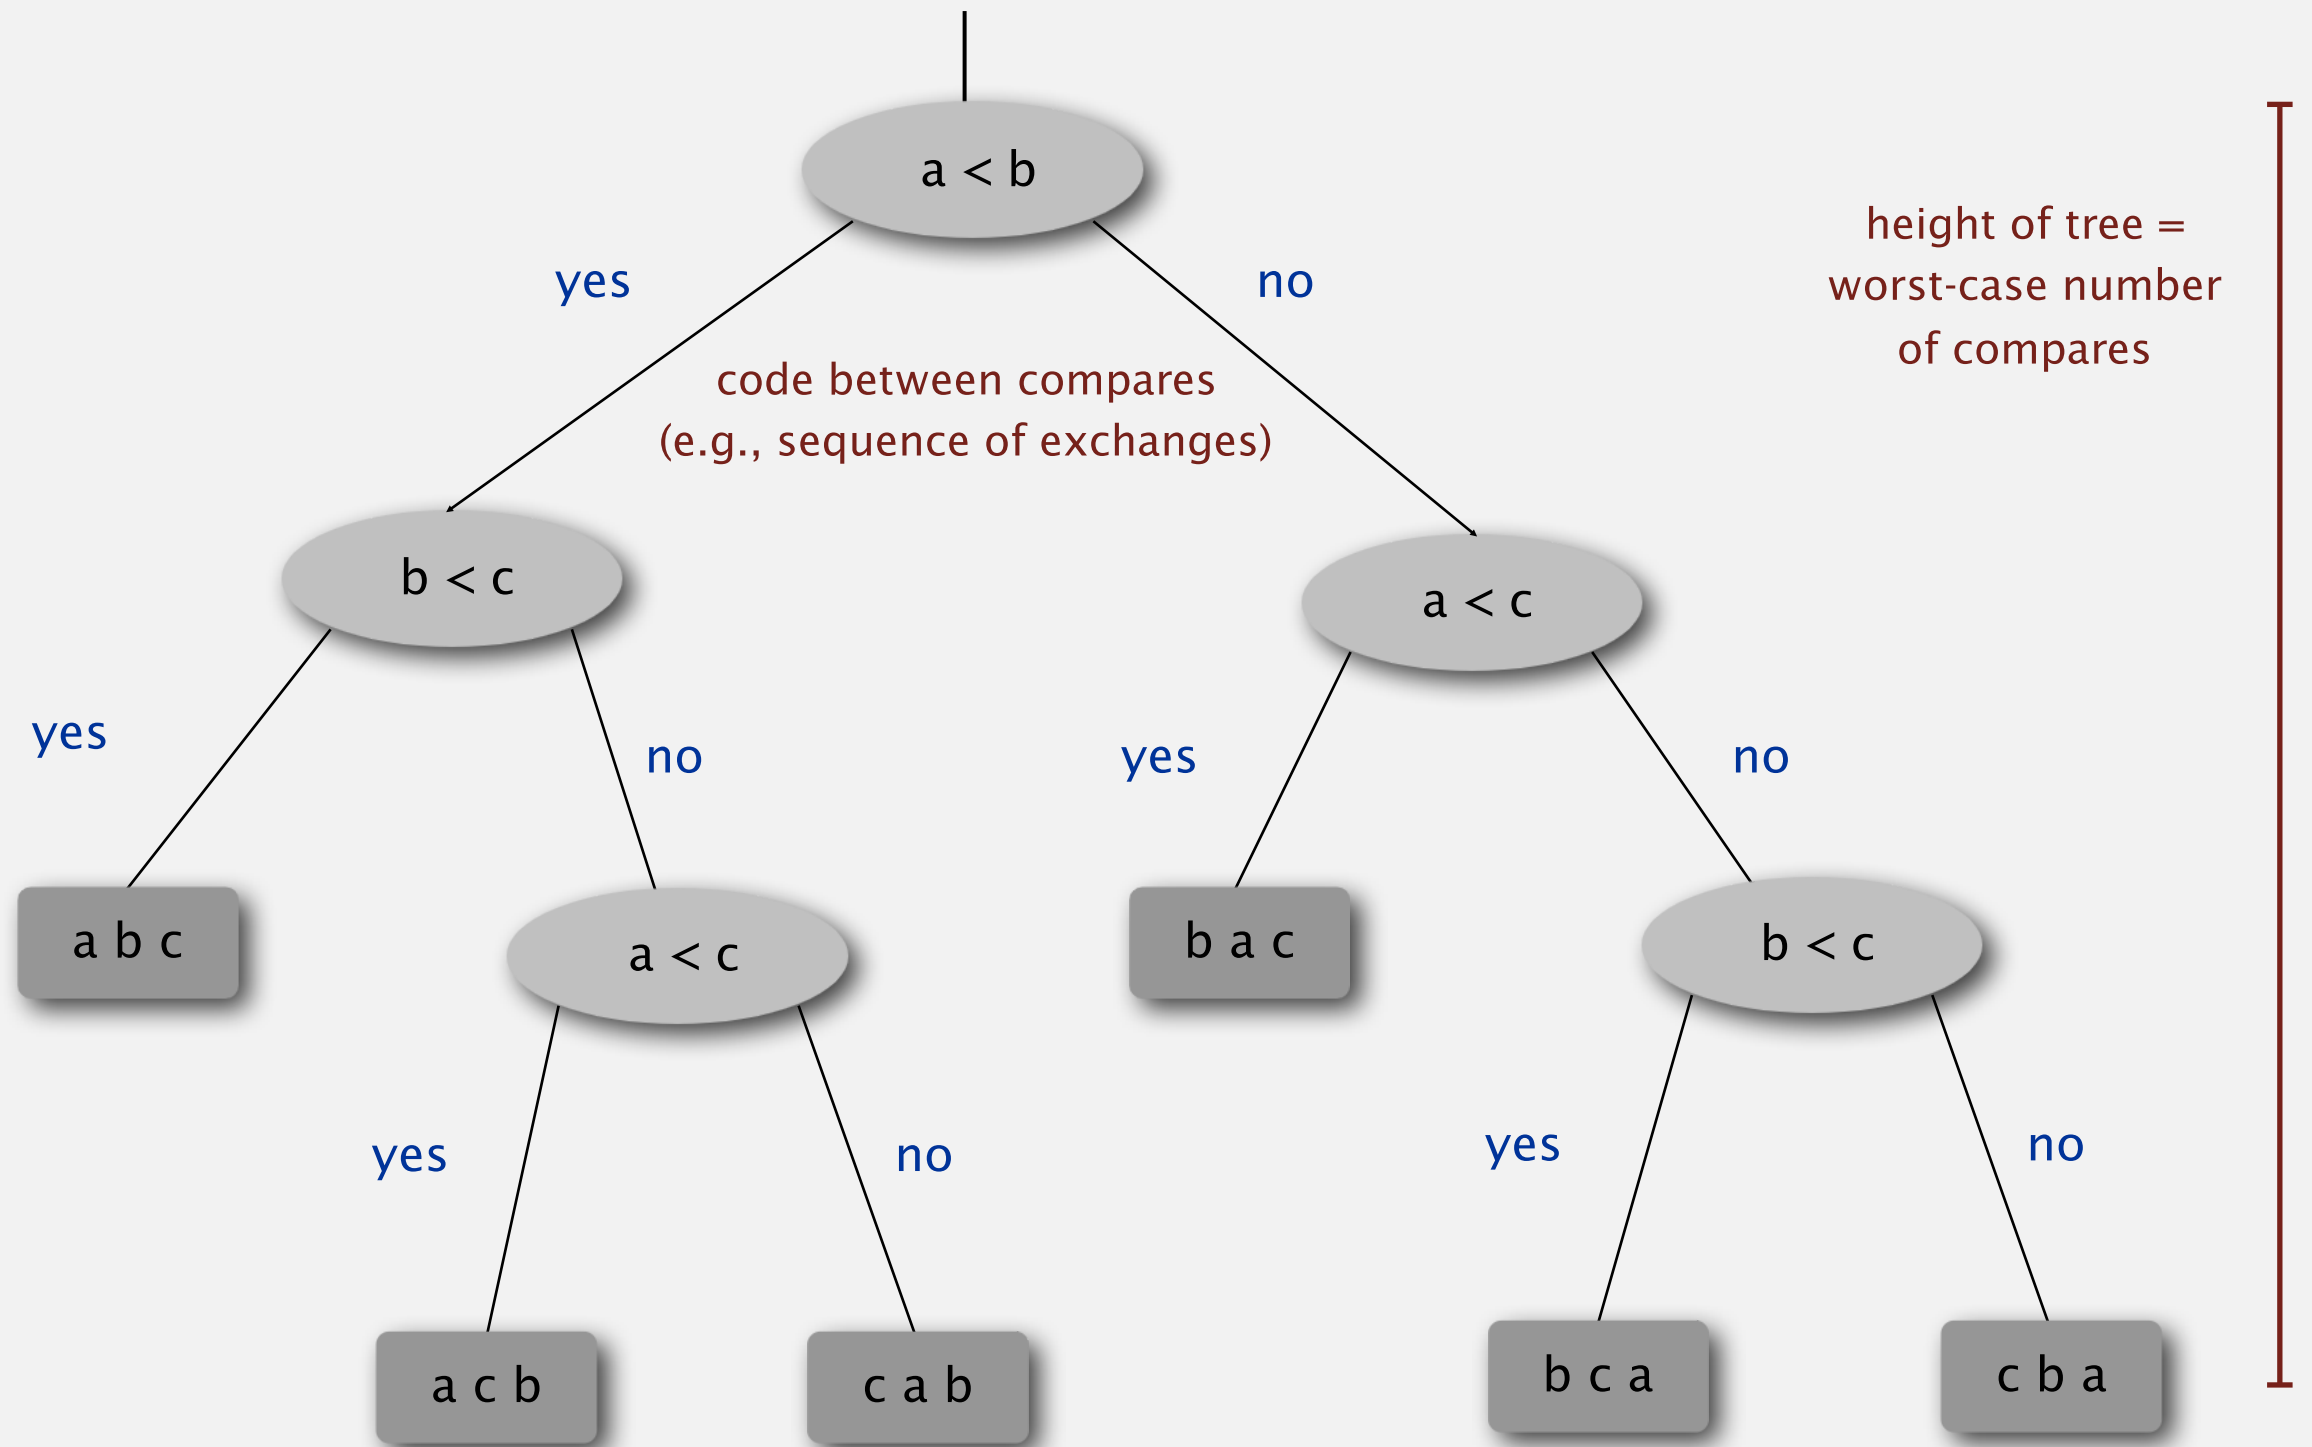 a < b
height of tree =
worst-case number
of compares
yes
no
code between compares
(e.g., sequence of exchanges)
b < c
a < c
yes
no
yes
no
a b c
a < c
b a c
b < c
yes
no
yes
no
a c b
c a b
b c a
c b a